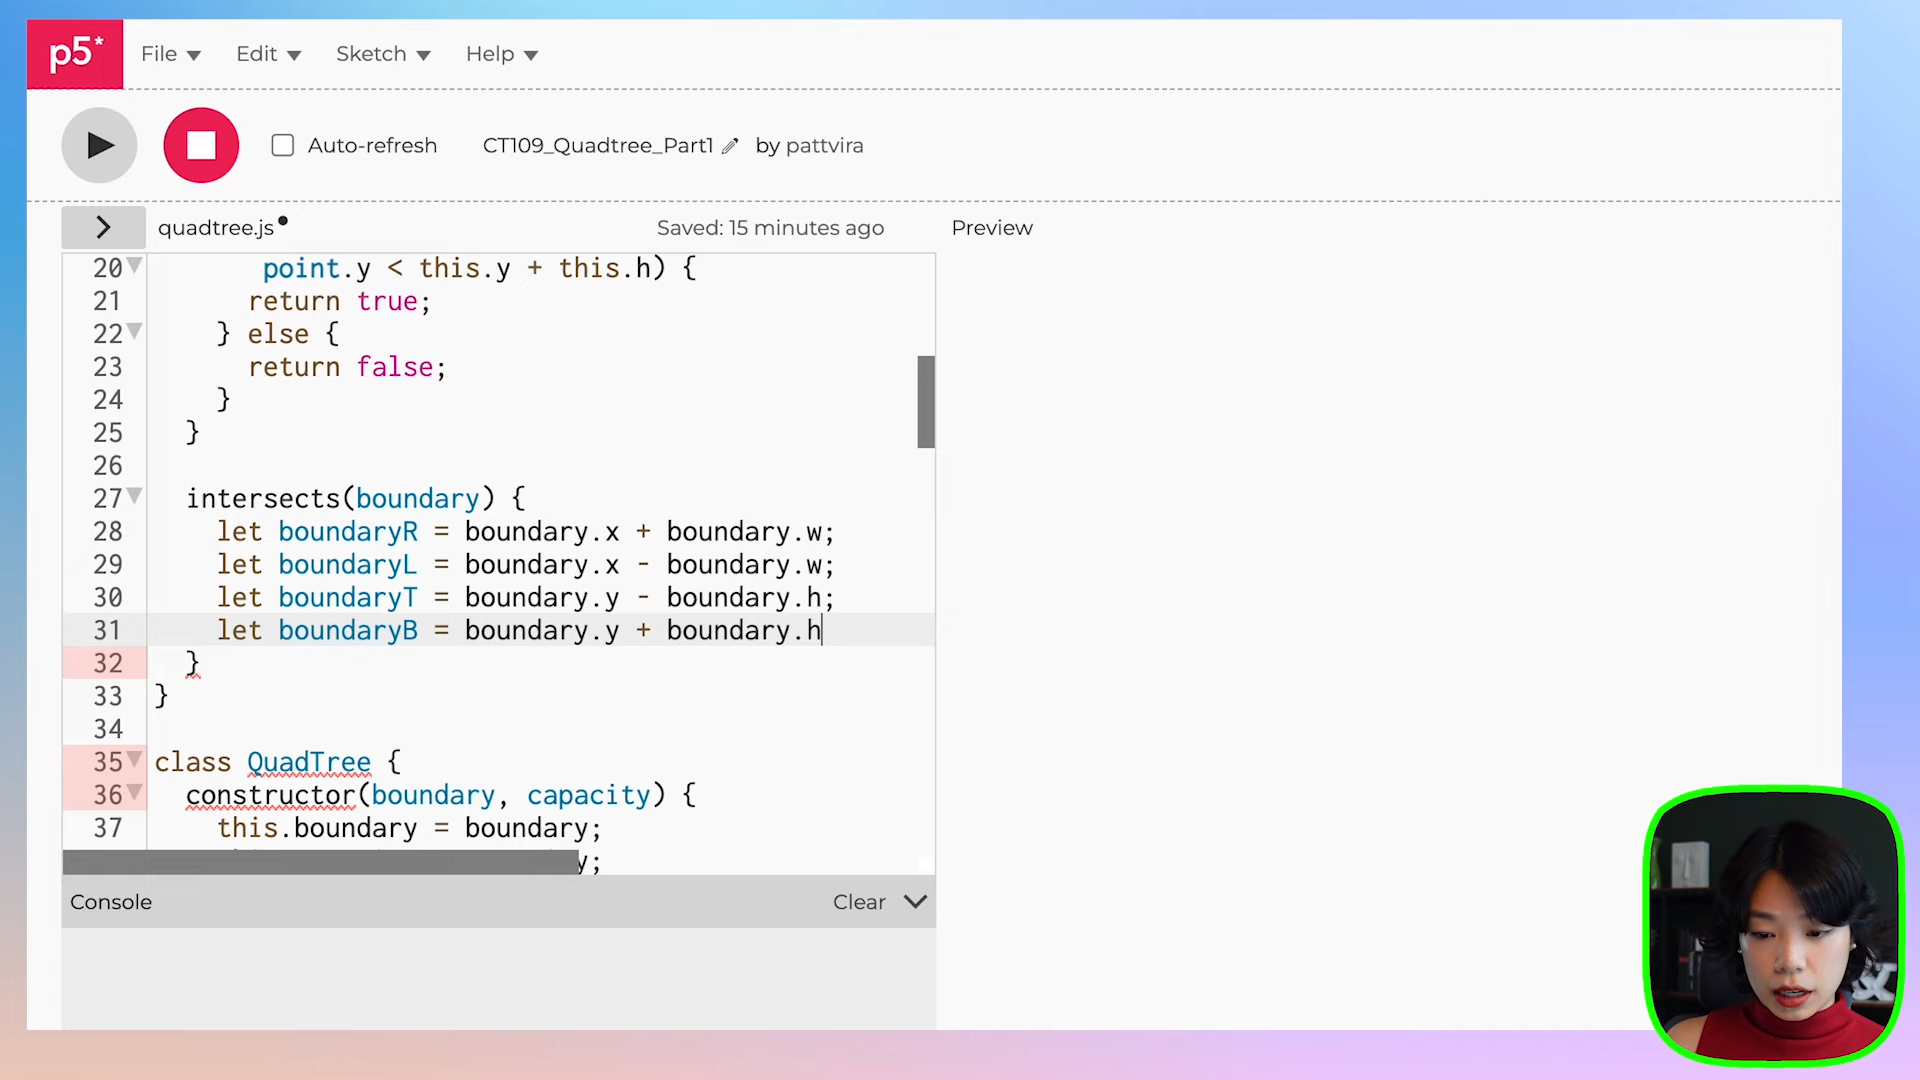 p5*
File Edit Sketch Help
Auto-refresh CT109_Quadtree_Part1 by pattvira
quadtree.js Saved: 15 minutes ago Preview
20 point.y < this.y + this.h) {
21 return true;
22 } else {
23 return false;
24 }
25 }
26
27 intersects(boundary) {
28 let boundaryR = boundary.x + boundary.w;
29 let boundaryL = boundary.x - boundary.w;
30 let boundaryT = boundary.y - boundary.h;
31 let boundaryB = boundary.y + boundary.h
32 }
33 }
34
35 class QuadTree {
36 constructor(boundary, capacity) {
37 this.boundary = boundary;
y;
Console Clear